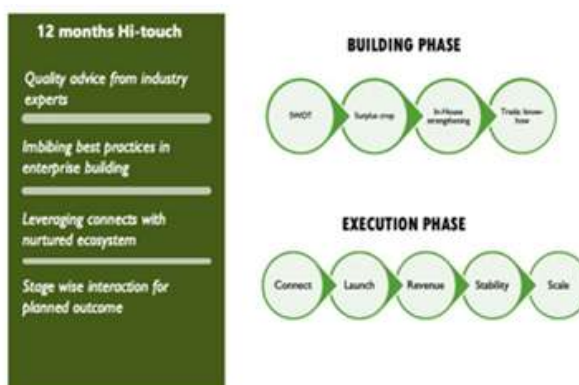 12 months Hi-touch
Quality advice from industry
experts
Imbibing best practices in
enterprise building
Leveraging connects with
nurtured ecosystem
Stage wise interaction for
planned outcome
BUILDING PHASE
SWOT
Surplus crop
In-House
strengthening
Trade know-
how
EXECUTION PHASE
Connect
Launch
Revenue
Stability
Scale